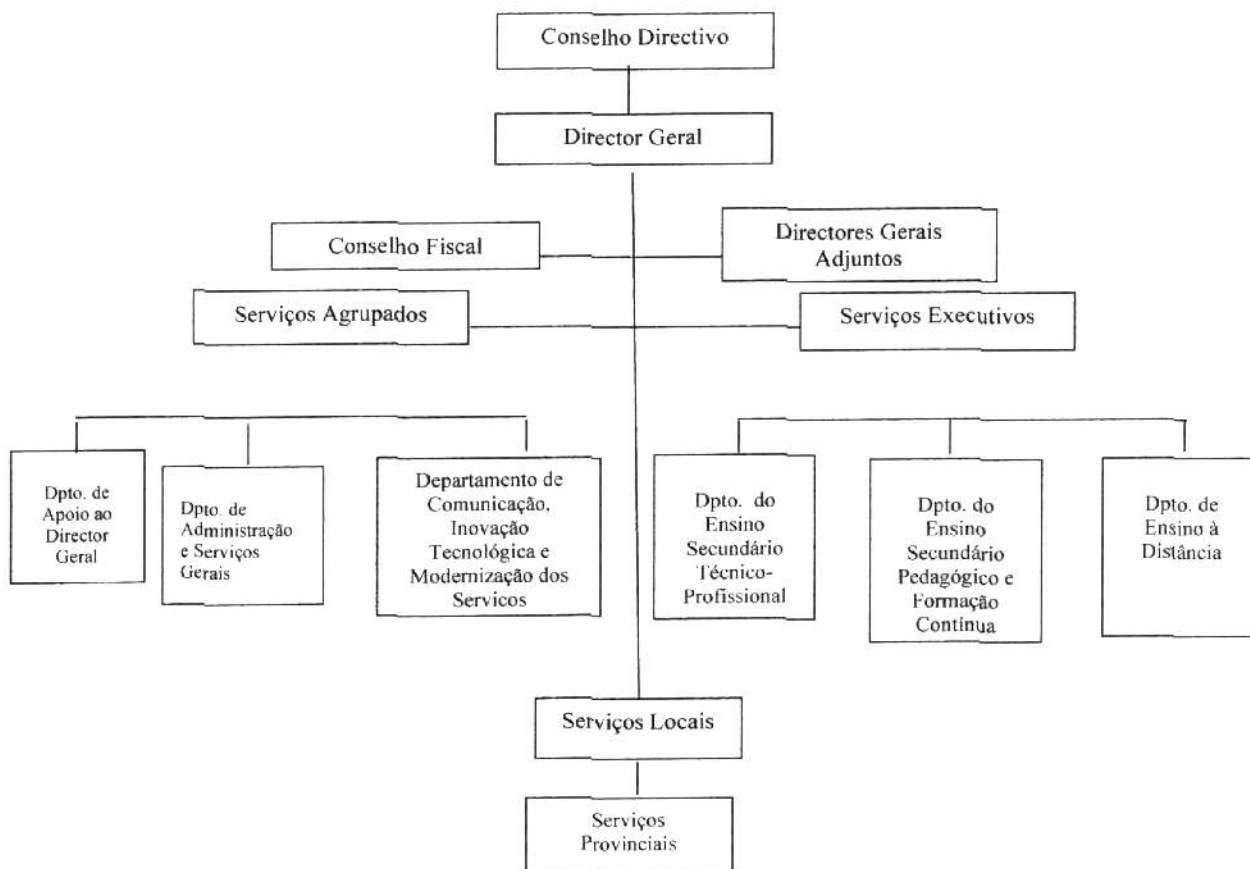 Conselho Directivo
Director Geral
Conselho Fiscal
Directores Gerais
Adjuntos
Serviços Agrupados
Serviços Executivos
Dpto. de
Apoio ao
Director
Geral
Dpto. de
Administração
e Serviços
Gerais
Departamento de
Comunicação,
Inovação
Tecnológica e
Modernização dos
Servicos
Dpto. do
Ensino
Secundário
Técnico-
Profissional
Dpto. do
Ensino
Secundário
Pedagógico e
Formação
Contínua
Dpto. de
Ensino à
Distância
Serviços Locais
Serviços
Provinciais